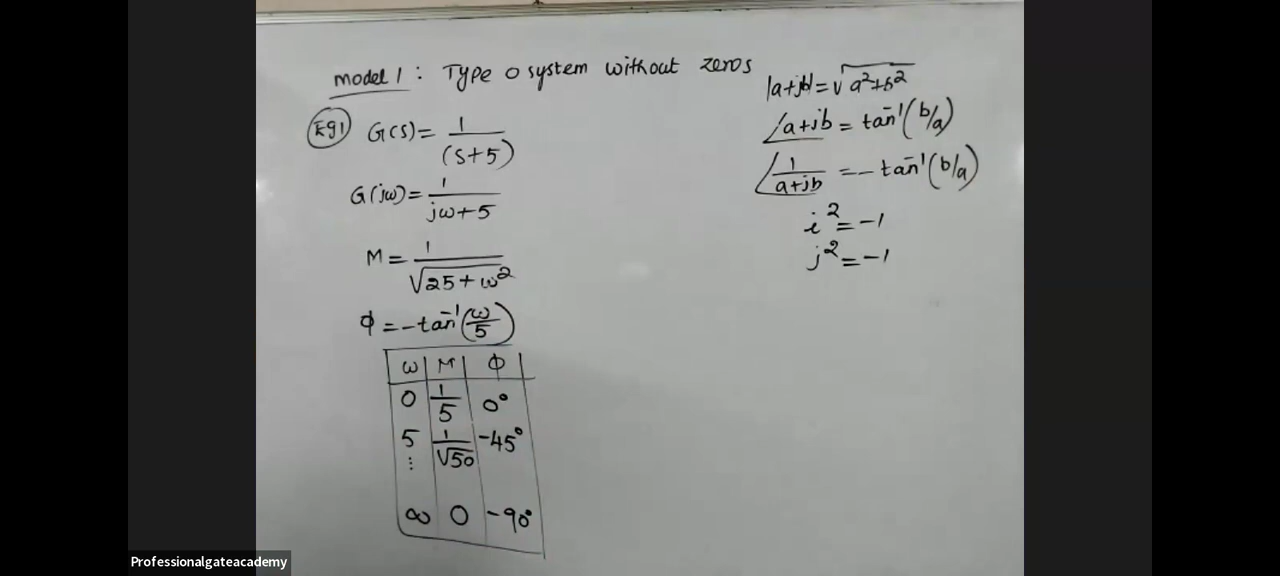 Model 1 : Type 0 system without zeros
Eg1 G(s) = 1/(s+5)
G(jω) = 1/(jω+5)
M = 1/√(25+ω²)
ϕ = -tan⁻¹(ω/5)
ω | M | ϕ
0 | 1/5 | 0°
5 | 1/√50 | -45°
⋮
∞ | 0 | -90°
|a+jb| = √(a²+b²)
∠a+jb = tan⁻¹(b/a)
∠1/(a+jb) = -tan⁻¹(b/a)
i² = -1
j² = -1
Professionalgateacademy